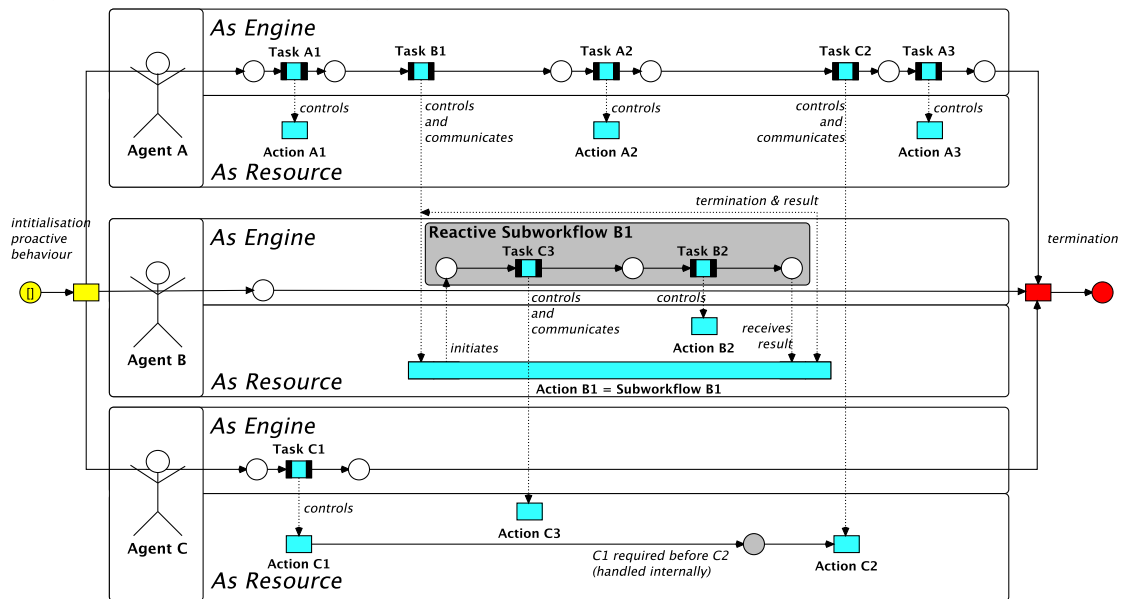 As Engine
Task A1
Task B1
Task A2
Task C2
Task A3
controls
controls
and
communicates
controls
controls
and
communicates
controls
Agent A
Action A1
Action A2
Action A3
As Resource
intitialisation
proactive
behaviour
termination & result
As Engine
Reactive Subworkflow B1
Task C3
Task B2
termination
[]
controls
and
communicates
controls
receives
result
initiates
Action B2
Agent B
As Resource
Action B1 = Subworkflow B1
As Engine
Task C1
controls
Action C3
Agent C
C1 required before C2
(handled internally)
Action C1
Action C2
As Resource